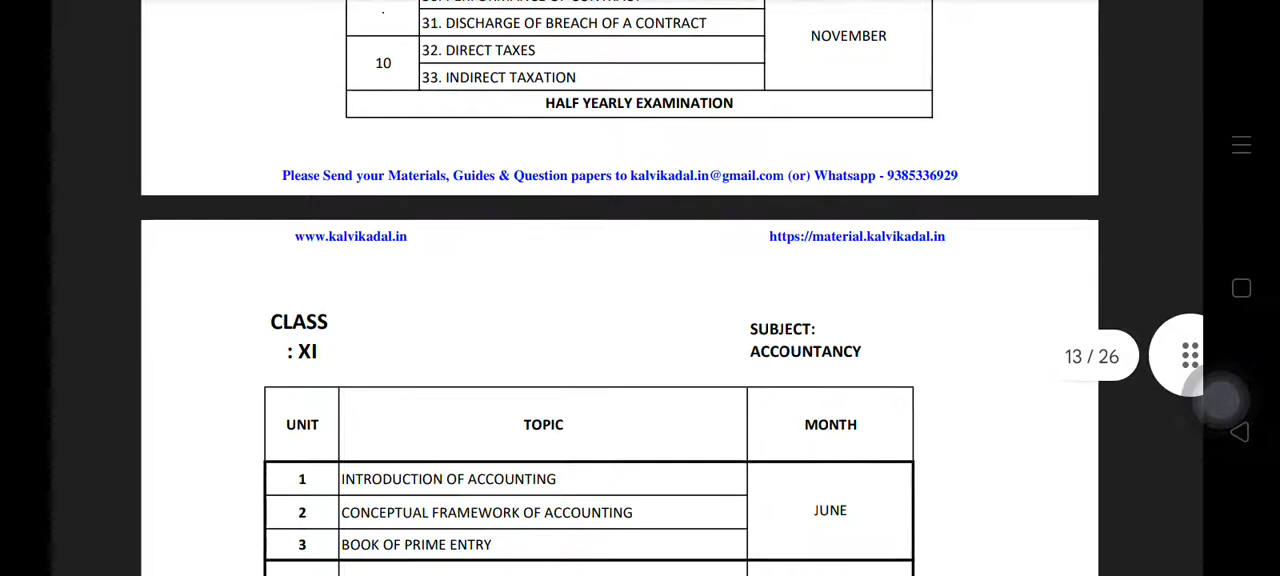 31. DISCHARGE OF BREACH OF A CONTRACT
NOVEMBER
10
32. DIRECT TAXES
33. INDIRECT TAXATION
HALF YEARLY EXAMINATION
Please Send your Materials, Guides & Question papers to kalvikadal.in@gmail.com (or) Whatsapp - 9385336929
www.kalvikadal.in
https://material.kalvikadal.in
CLASS
: XI
SUBJECT:
ACCOUNTANCY
13 / 26
UNIT TOPIC MONTH
1 INTRODUCTION OF ACCOUNTING
2 CONCEPTUAL FRAMEWORK OF ACCOUNTING
JUNE
3 BOOK OF PRIME ENTRY